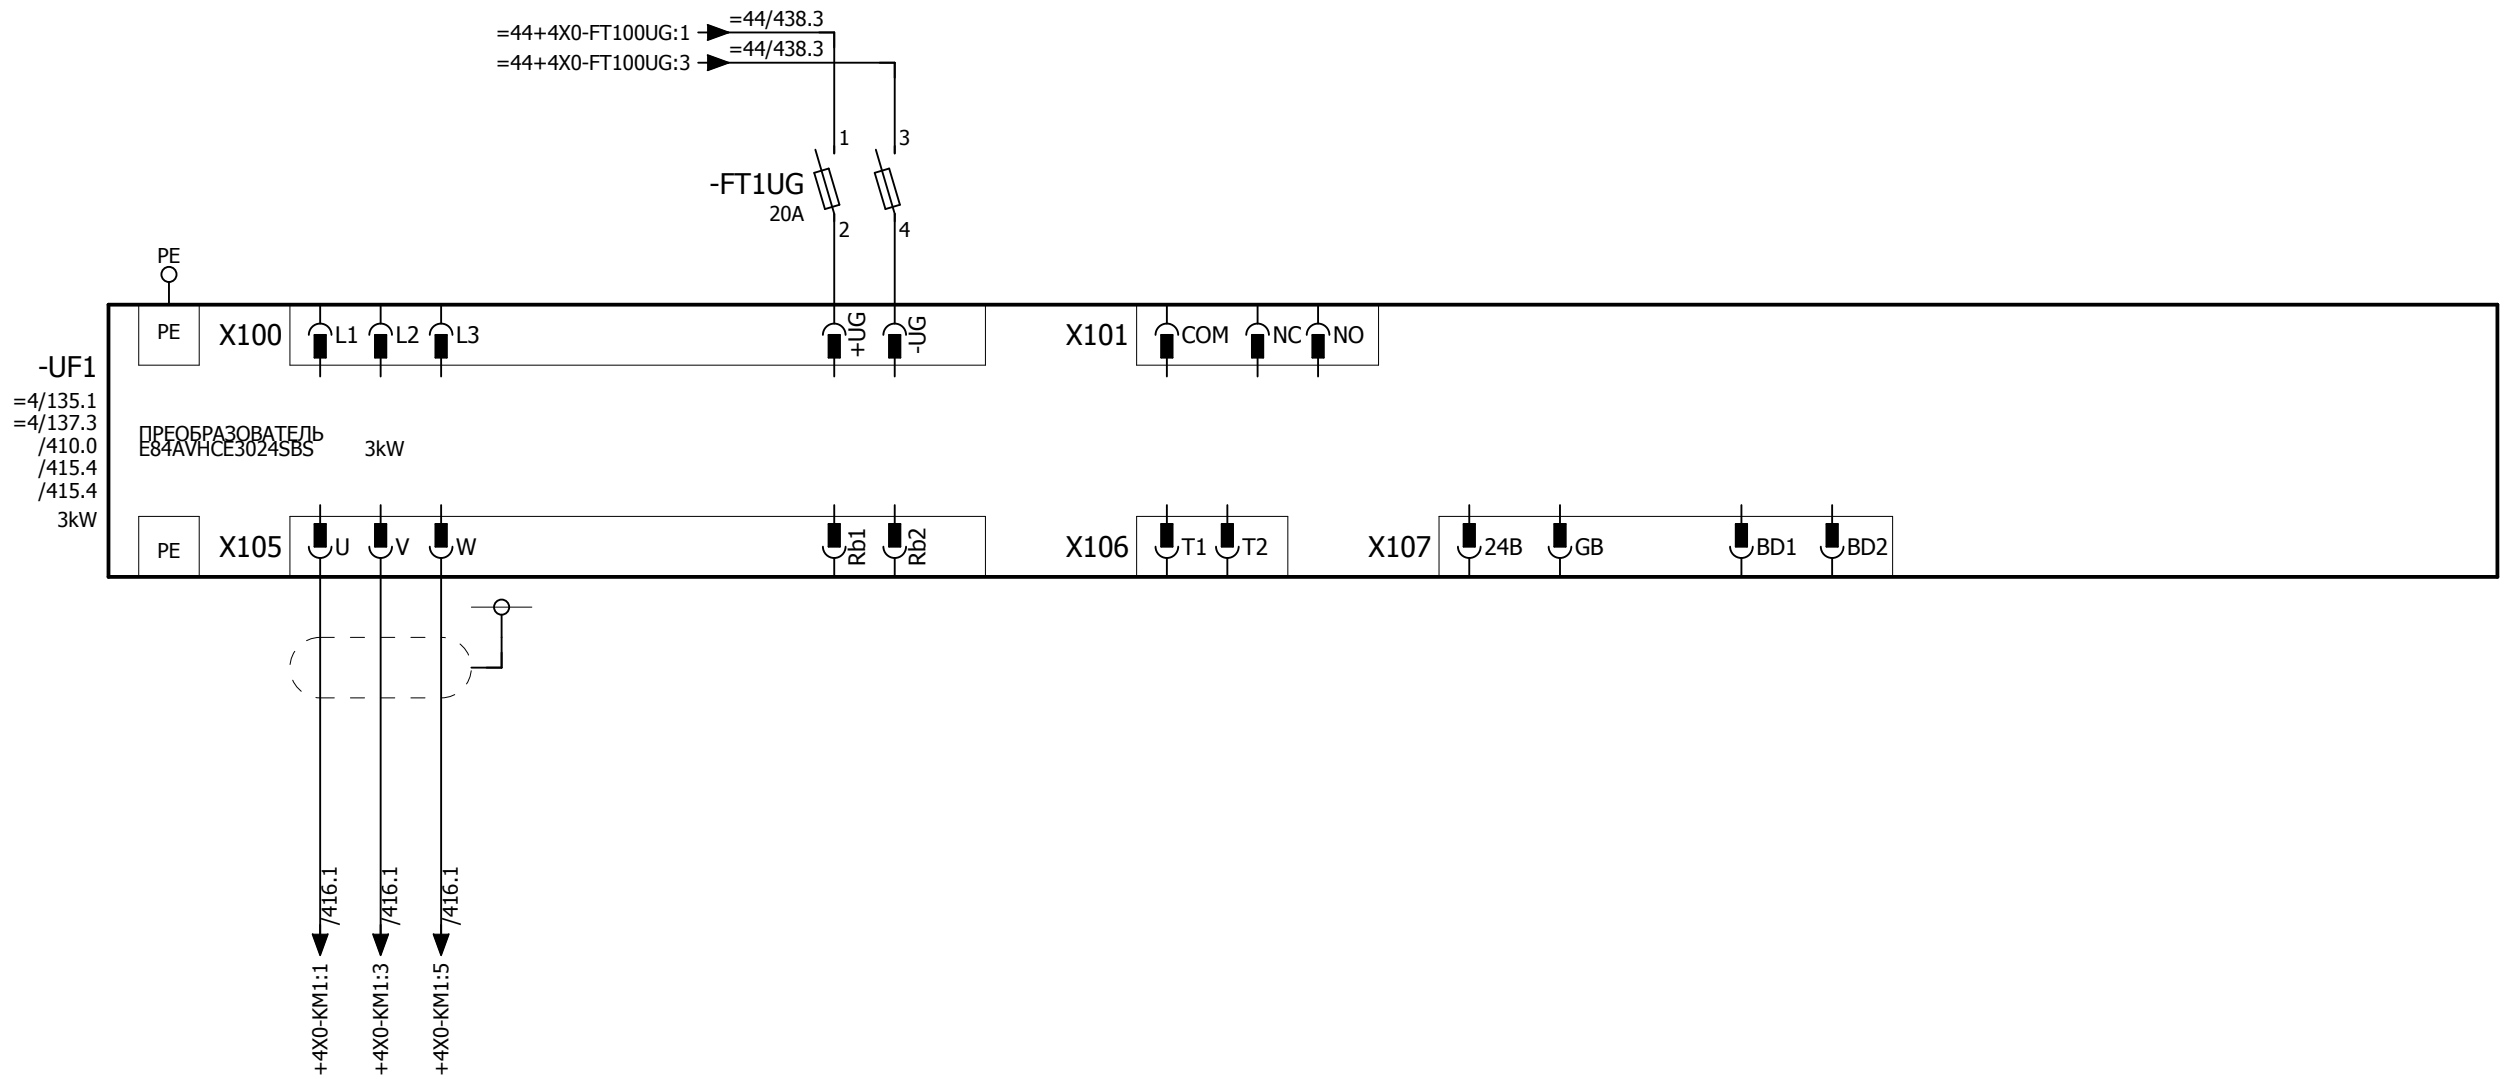 =44/438.3
=44+4X0-FT100UG:1
=44/438.3
=44+4X0-FT100UG:3
1
3
-FT1UG
20A
2
4
PE
PE
X100
L1
L2
L3
+UG
-UG
X101
COM
NC
NO
-UF1
=4/135.1
=4/137.3
/410.0
/415.4
/415.4
3kW
ПРЕОБРАЗОВАТЕЛЬ
E84AVHCE3024SBS 3kW
PE
X105
U
V
W
Rb1
Rb2
X106
T1
T2
X107
24B
GB
BD1
BD2
/416.1
/416.1
/416.1
+4X0-KM1:1
+4X0-KM1:3
+4X0-KM1:5